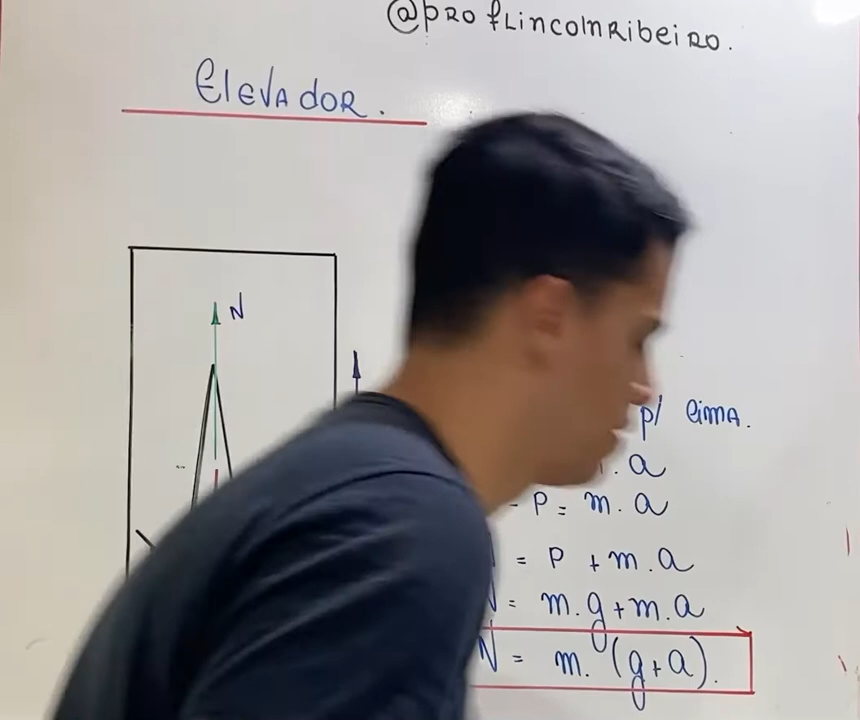 @proflincolnribeiro.
Elevador.
N
p/ cima.
. a
- P = m. a
= P + m.a
N = m.g + m.a
N = m. (g+a).